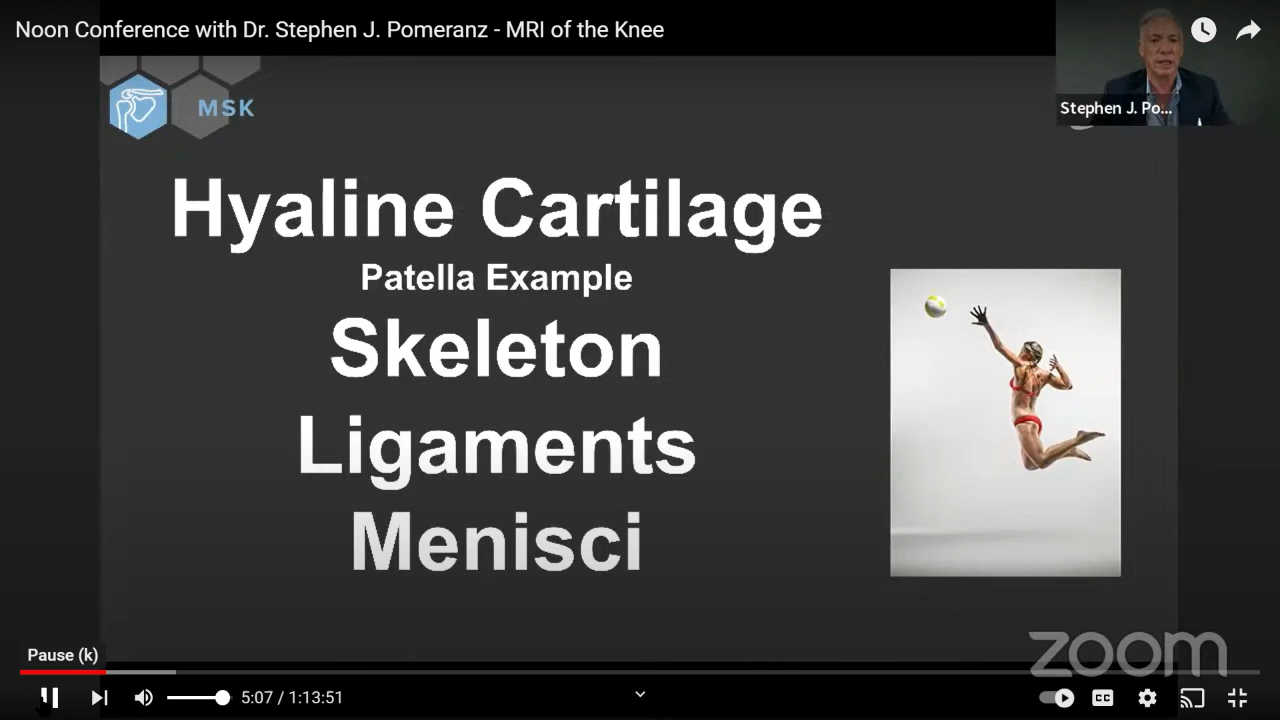 Noon Conference with Dr. Stephen J. Pomeranz - MRI of the Knee
Stephen J. Po...
MSK
Hyaline Cartilage
Patella Example
Skeleton
Ligaments
Menisci
zoom
Pause (k)
5:07 / 1:13:51
CC